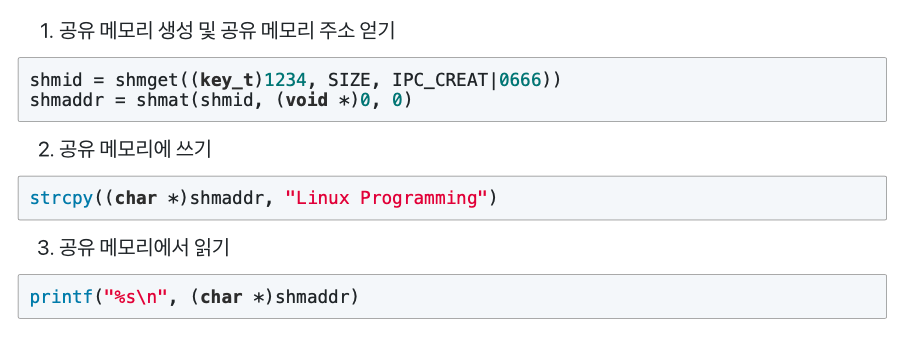 1. 공유 메모리 생성 및 공유 메모리 주소 얻기
shmid = shmget((key_t)1234, SIZE, IPC_CREAT|0666))
shmaddr = shmat(shmid, (void *)0, 0)
2. 공유 메모리에 쓰기
strcpy((char *)shmaddr, "Linux Programming")
3. 공유 메모리에서 읽기
printf("%s\n", (char *)shmaddr)